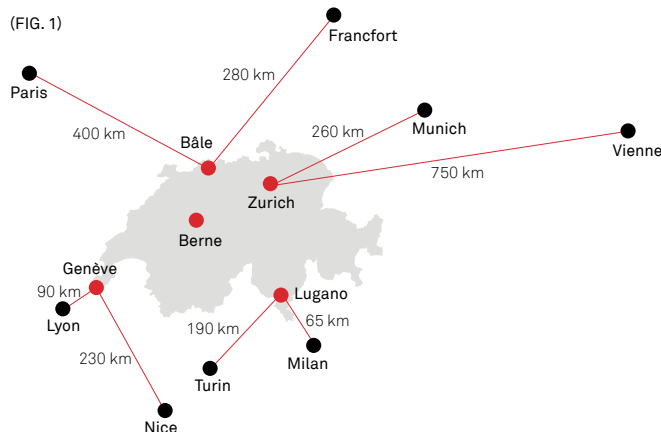 (FIG. 1)
Francfort
280 km
Paris
400 km
Bâle
260 km
Munich
Vienne
750 km
Zurich
Berne
Genève
90 km
Lyon
Lugano
190 km
65 km
Milan
230 km
Turin
Nice